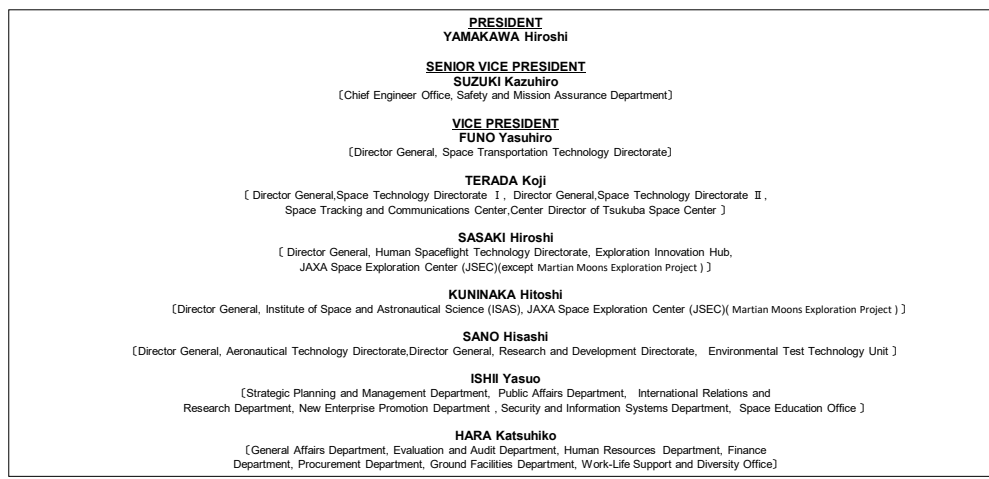 PRESIDENT
YAMAKAWA Hiroshi
SENIOR VICE PRESIDENT
SUZUKI Kazuhiro
〔Chief Engineer Office, Safety and Mission Assurance Department〕
VICE PRESIDENT
FUNO Yasuhiro
〔Director General, Space Transportation Technology Directorate〕
TERADA Koji
〔 Director General,Space Technology Directorate Ⅰ, Director General,Space Technology Directorate Ⅱ,
Space Tracking and Communications Center,Center Director of Tsukuba Space Center 〕
SASAKI Hiroshi
〔 Director General, Human Spaceflight Technology Directorate, Exploration Innovation Hub,
JAXA Space Exploration Center (JSEC)(except Martian Moons Exploration Project ) 〕
KUNINAKA Hitoshi
〔Director General, Institute of Space and Astronautical Science (ISAS), JAXA Space Exploration Center (JSEC)( Martian Moons Exploration Project ) 〕
SANO Hisashi
〔Director General, Aeronautical Technology Directorate,Director General, Research and Development Directorate, Environmental Test Technology Unit 〕
ISHII Yasuo
〔Strategic Planning and Management Department, Public Affairs Department, International Relations and
Research Department, New Enterprise Promotion Department , Security and Information Systems Department, Space Education Office 〕
HARA Katsuhiko
〔General Affairs Department, Evaluation and Audit Department, Human Resources Department, Finance
Department, Procurement Department, Ground Facilities Department, Work-Life Support and Diversity Office〕